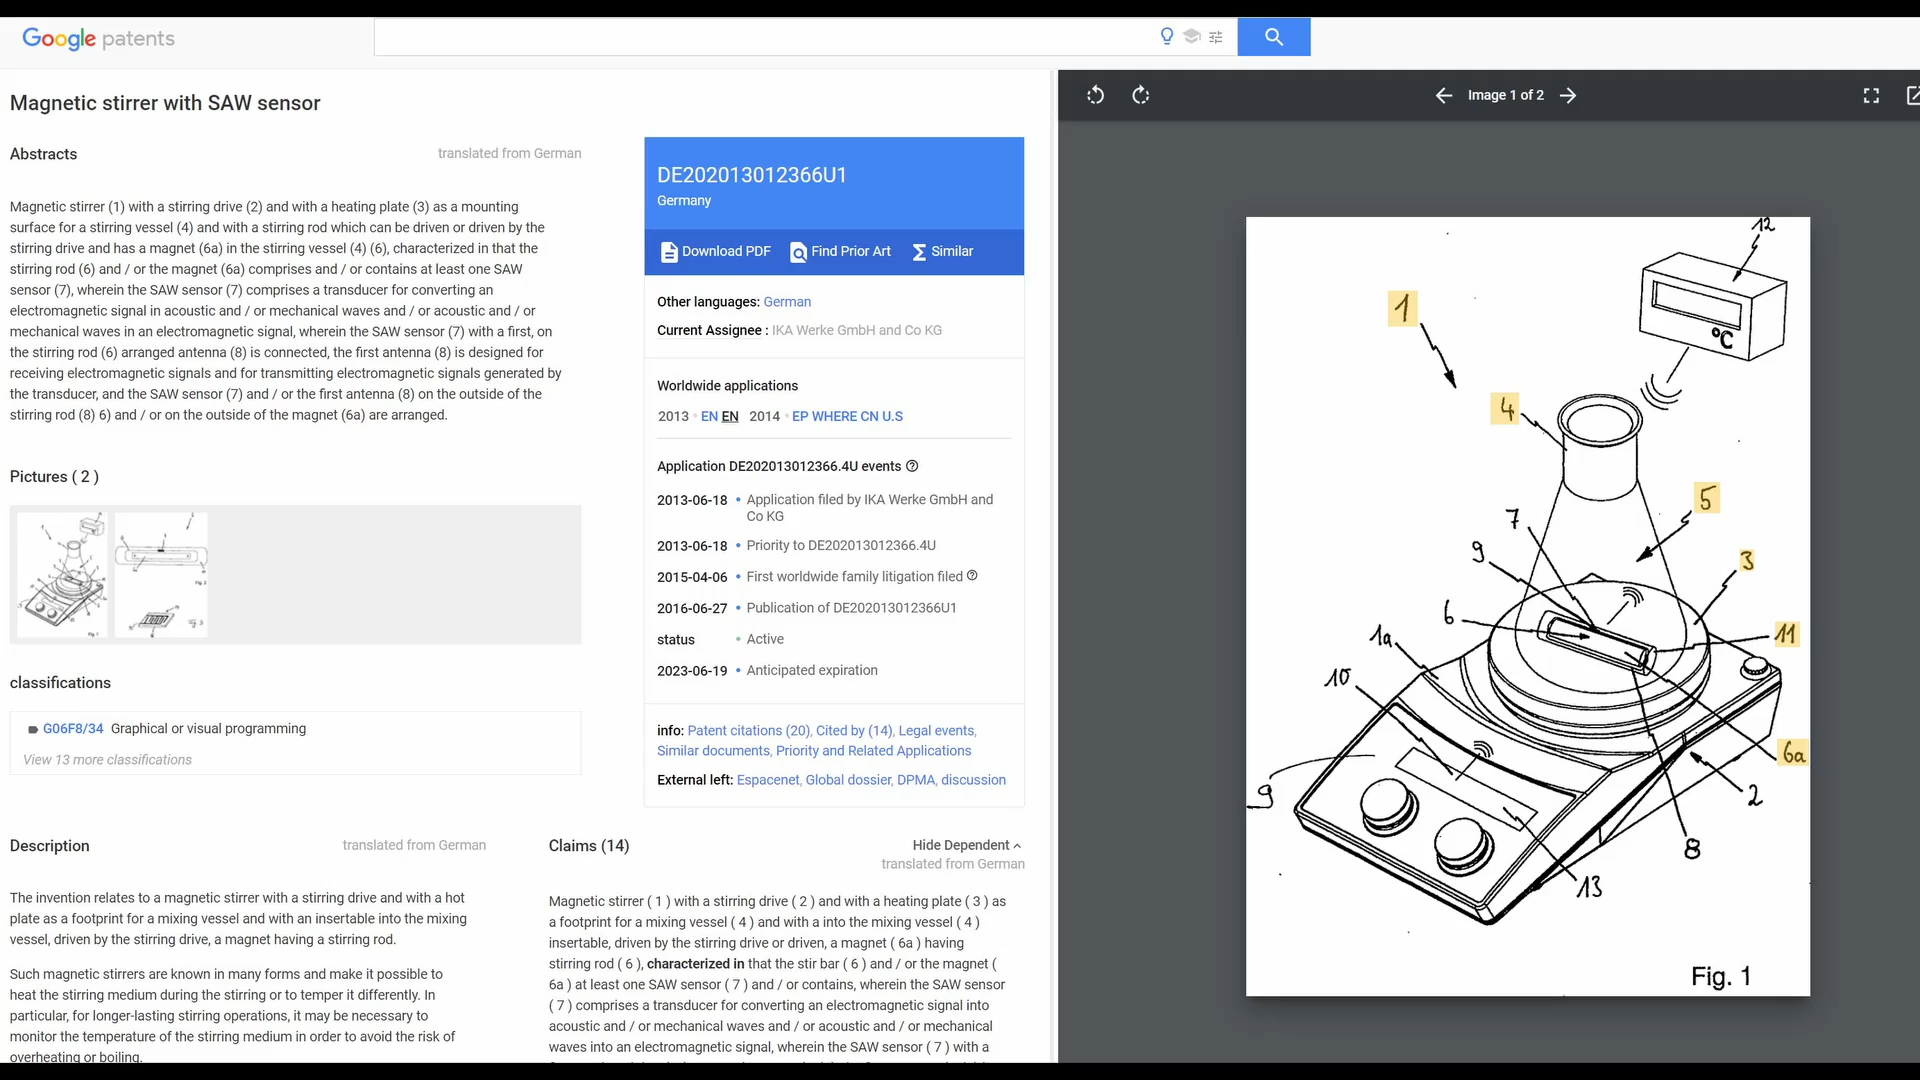 Google patents
Magnetic stirrer with SAW sensor
Abstracts
translated from German
Magnetic stirrer (1) with a stirring drive (2) and with a heating plate (3) as a mounting
surface for a stirring vessel (4) and with a stirring rod which can be driven or driven by the
stirring drive and has a magnet (6a) in the stirring vessel (4) (6), characterized in that the
stirring rod (6) and / or the magnet (6a) comprises and / or contains at least one SAW
sensor (7), wherein the SAW sensor (7) comprises a transducer for converting an
electromagnetic signal in acoustic and / or mechanical waves and / or acoustic and / or
mechanical waves in an electromagnetic signal, wherein the SAW sensor (7) with a first, on
the stirring rod (6) arranged antenna (8) is connected, the first antenna (8) is designed for
receiving electromagnetic signals and for transmitting electromagnetic signals generated by
the transducer, and the SAW sensor (7) and / or the first antenna (8) on the outside of the
stirring rod (8) 6) and / or on the outside of the magnet (6a) are arranged.
Pictures ( 2 )
classifications
G06F8/34 Graphical or visual programming
View 13 more classifications
DE202013012366U1
Germany
Download PDF
Find Prior Art
Similar
Other languages: German
Current Assignee : IKA Werke GmbH and Co KG
Worldwide applications
2013 • EN EN 2014 • EP WHERE CN U.S
Application DE202013012366.4U events
2013-06-18 • Application filed by IKA Werke GmbH and
Co KG
2013-06-18 • Priority to DE202013012366.4U
2015-04-06 • First worldwide family litigation filed
2016-06-27 • Publication of DE202013012366U1
status • Active
2023-06-19 • Anticipated expiration
info: Patent citations (20), Cited by (14), Legal events,
Similar documents, Priority and Related Applications
External left: Espacenet, Global dossier, DPMA, discussion
Description
translated from German
The invention relates to a magnetic stirrer with a stirring drive and with a hot
plate as a footprint for a mixing vessel and with an insertable into the mixing
vessel, driven by the stirring drive, a magnet having a stirring rod.
Such magnetic stirrers are known in many forms and make it possible to
heat the stirring medium during the stirring or to temper it differently. In
particular, for longer-lasting stirring operations, it may be necessary to
monitor the temperature of the stirring medium in order to avoid the risk of
overheating or boiling.
Claims (14)
Hide Dependent
translated from German
Magnetic stirrer ( 1 ) with a stirring drive ( 2 ) and with a heating plate ( 3 ) as
a footprint for a mixing vessel ( 4 ) and with a into the mixing vessel ( 4 )
insertable, driven by the stirring drive or driven, a magnet ( 6a ) having
stirring rod ( 6 ), characterized in that the stir bar ( 6 ) and / or the magnet (
6a ) at least one SAW sensor ( 7 ) and / or contains, wherein the SAW sensor
( 7 ) comprises a transducer for converting an electromagnetic signal into
acoustic and / or mechanical waves and / or acoustic and / or mechanical
waves into an electromagnetic signal, wherein the SAW sensor ( 7 ) with a
Image 1 of 2
12
1
°C
4
5
7
9
3
6
1a
11
10
6a
9
2
8
13
Fig. 1